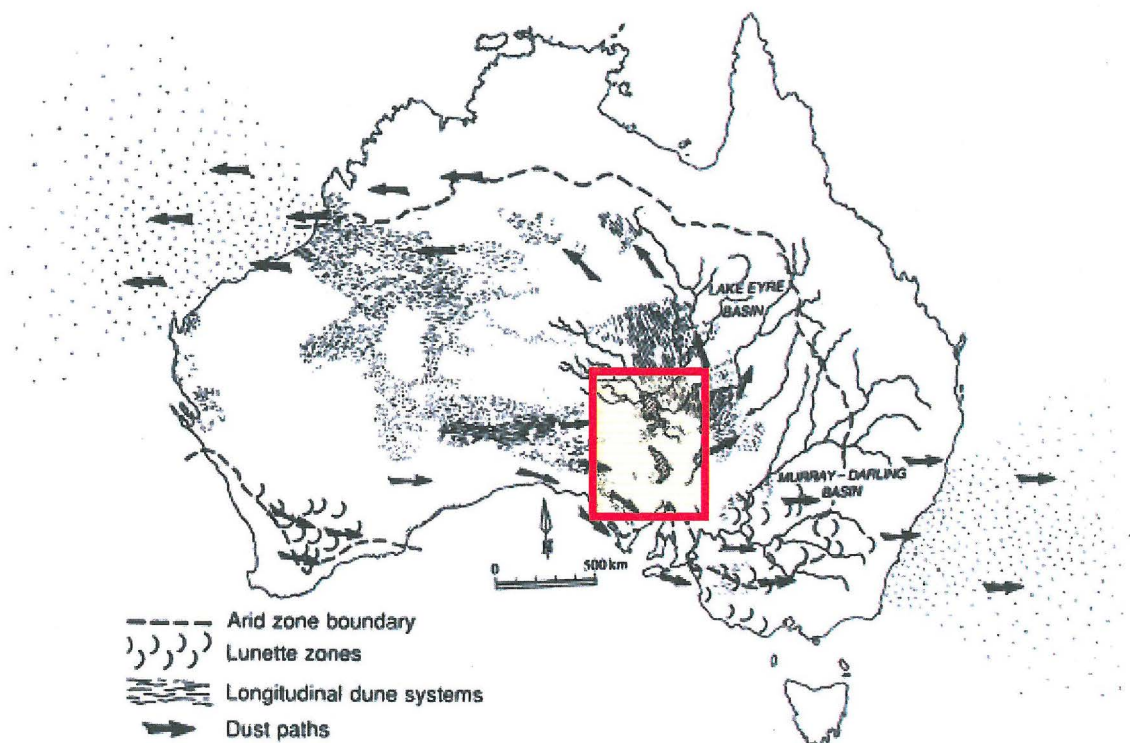 LAKE EYRE
BASIN
MURRAY - DARLING
BASIN
0
500 km
Arid zone boundary
Lunette zones
Longitudinal dune systems
Dust paths